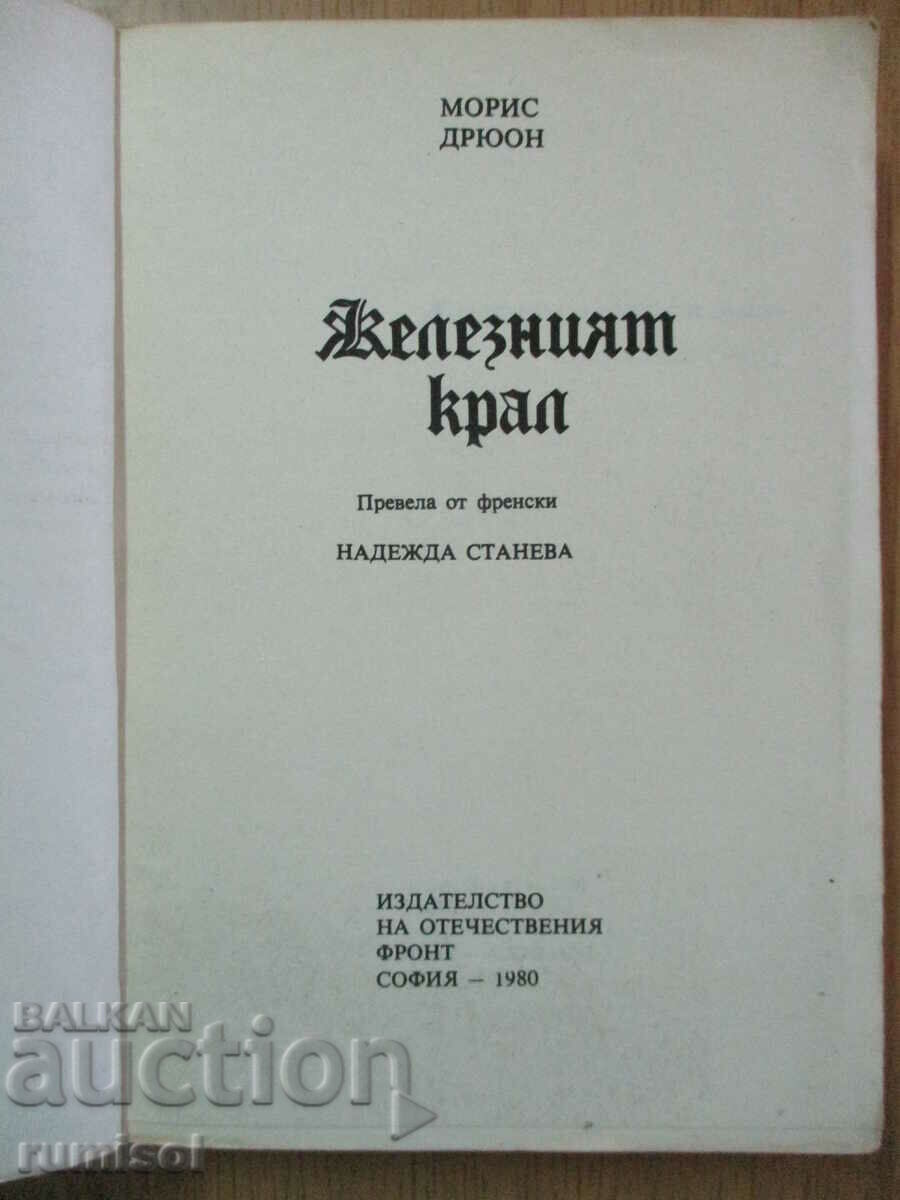 МОРИС
ДРЮОН
Железният
крал
Превела от френски
НАДЕЖДА СТАНЕВА
ИЗДАТЕЛСТВО
НА ОТЕЧЕСТВЕНИЯ
ФРОНТ
СОФИЯ – 1980
BALKAN
auction
rumisol